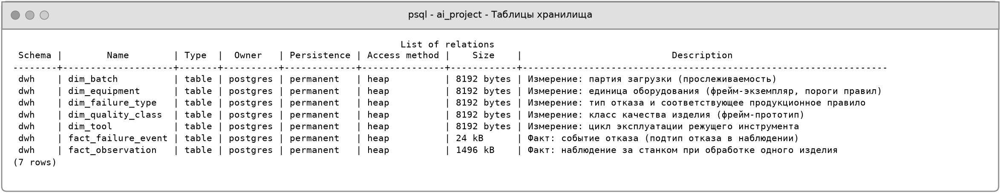 psql - ai_project - Таблицы хранилища
List of relations
Schema | Name | Type | Owner | Persistence | Access method | Size | Description
--------+--------------------+-------+----------+-------------+---------------+------------+------------------------------------------------------------------
dwh | dim_batch | table | postgres | permanent | heap | 8192 bytes | Измерение: партия загрузки (прослеживаемость)
dwh | dim_equipment | table | postgres | permanent | heap | 8192 bytes | Измерение: единица оборудования (фрейм-экземпляр, пороги правил)
dwh | dim_failure_type | table | postgres | permanent | heap | 8192 bytes | Измерение: тип отказа и соответствующее продукционное правило
dwh | dim_quality_class | table | postgres | permanent | heap | 8192 bytes | Измерение: класс качества изделия (фрейм-прототип)
dwh | dim_tool | table | postgres | permanent | heap | 8192 bytes | Измерение: цикл эксплуатации режущего инструмента
dwh | fact_failure_event | table | postgres | permanent | heap | 24 kB | Факт: событие отказа (подтип отказа в наблюдении)
dwh | fact_observation | table | postgres | permanent | heap | 1496 kB | Факт: наблюдение за станком при обработке одного изделия
(7 rows)